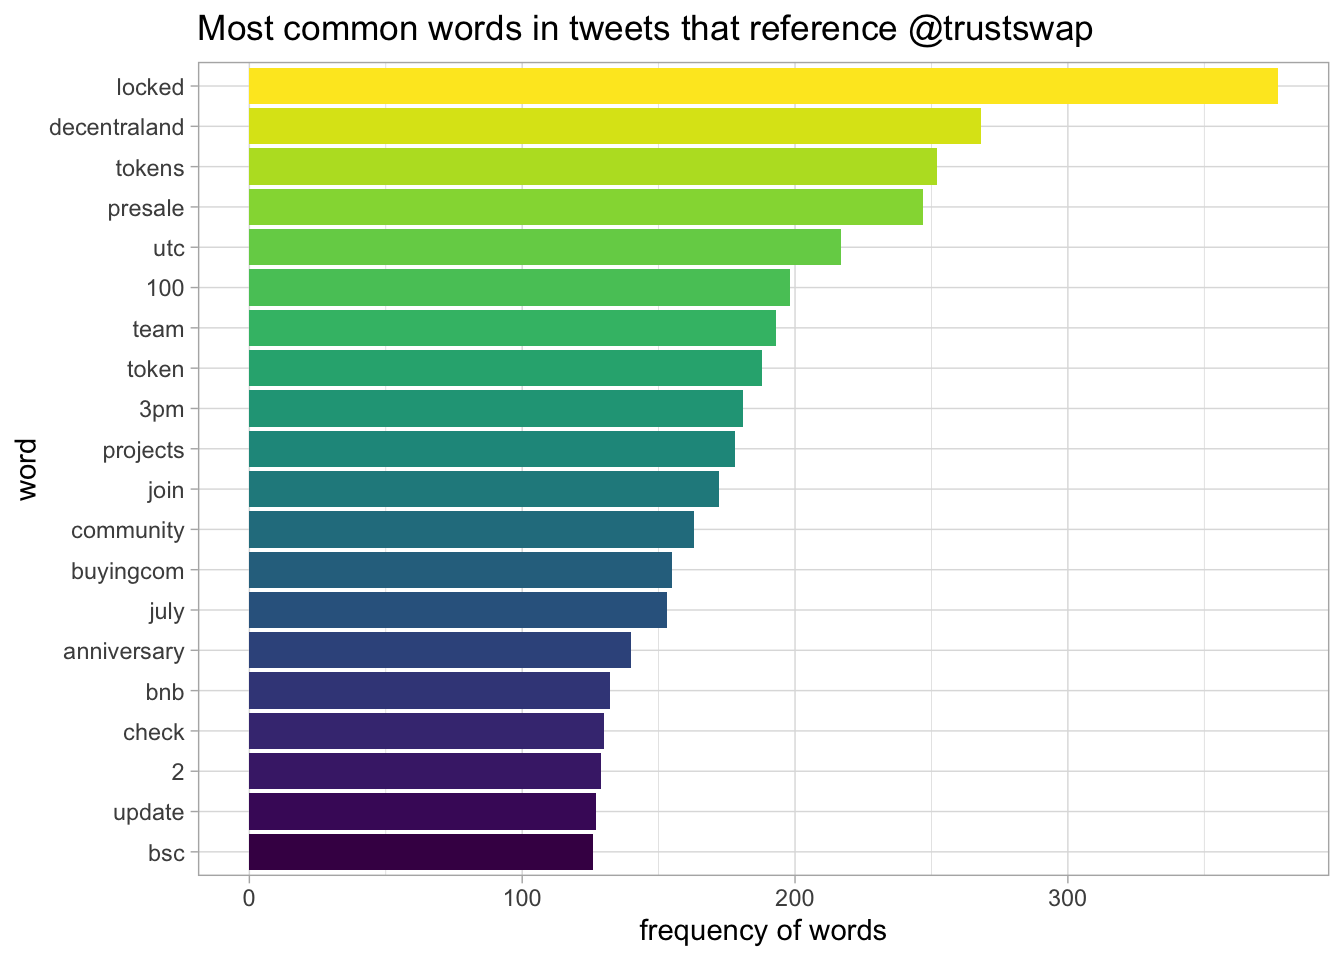 Most common words in tweets that reference @trustswap
locked
decentraland
tokens
presale
utc
100
team
token
3pm
projects
join
community
buyingcom
july
anniversary
bnb
check
2
update
bsc
word
0 100 200 300
frequency of words